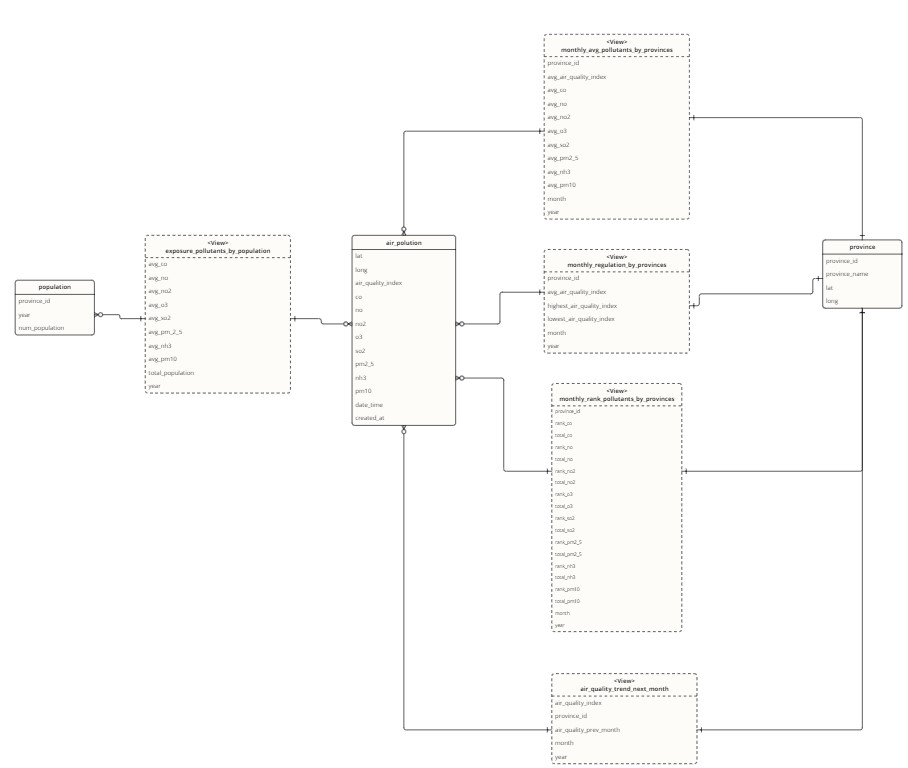 <View>
monthly_avg_pollutants_by_provinces
province_id
avg_air_quality_index
avg_co
avg_no
avg_no2
avg_o3
avg_so2
avg_pm2_5
avg_nh3
avg_pm10
month
year
<View>
exposure_pollutants_by_population
avg_co
avg_no
avg_no2
avg_o3
avg_so2
avg_pm_2_5
avg_nh3
avg_pm10
total_population
year
population
province_id
year
num_population
air_polution
lat
long
air_quality_index
co
no
no2
o3
so2
pm2_5
nh3
pm10
date_time
created_at
<View>
monthly_regulation_by_provinces
province_id
avg_air_quality_index
highest_air_quality_index
lowest_air_quality_index
month
year
province
province_id
province_name
lat
long
<View>
monthly_rank_pollutants_by_provinces
province_id
rank_co
total_co
rank_no
total_no
rank_no2
total_no2
rank_o3
total_o3
rank_so2
total_so2
rank_pm2_5
total_pm2_5
rank_nh3
total_nh3
rank_pm10
total_pm10
month
year
<View>
air_quality_trend_next_month
air_quality_index
province_id
air_quality_prev_month
month
year